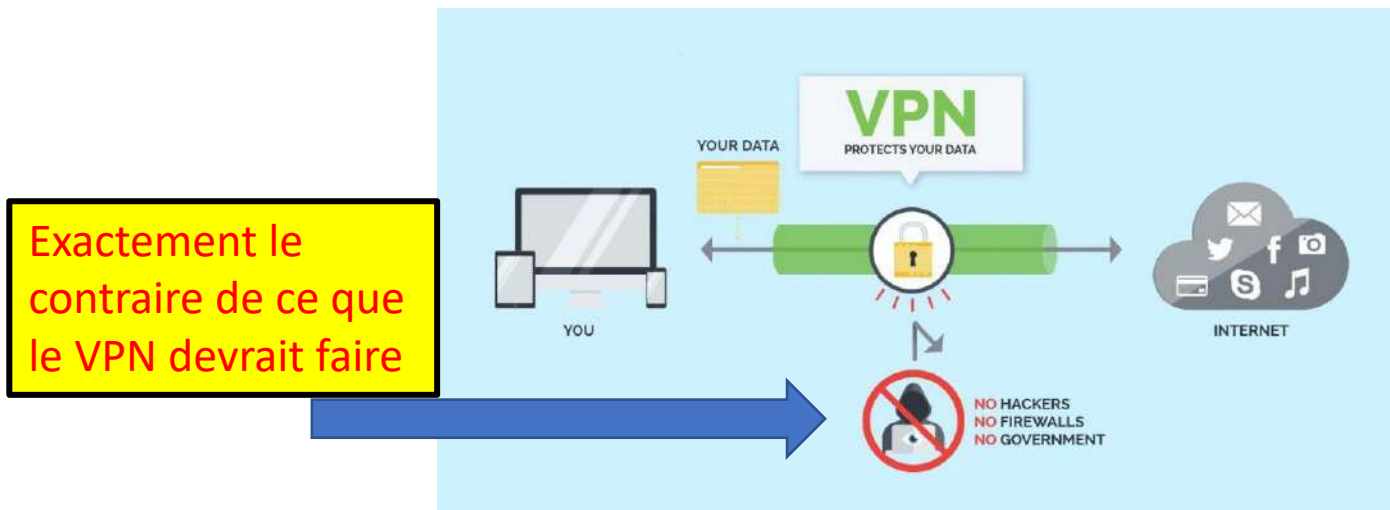 VPN
PROTECTS YOUR DATA
YOUR DATA
Exactement le
contraire de ce que
le VPN devrait faire
YOU
INTERNET
NO HACKERS
NO FIREWALLS
NO GOVERNMENT